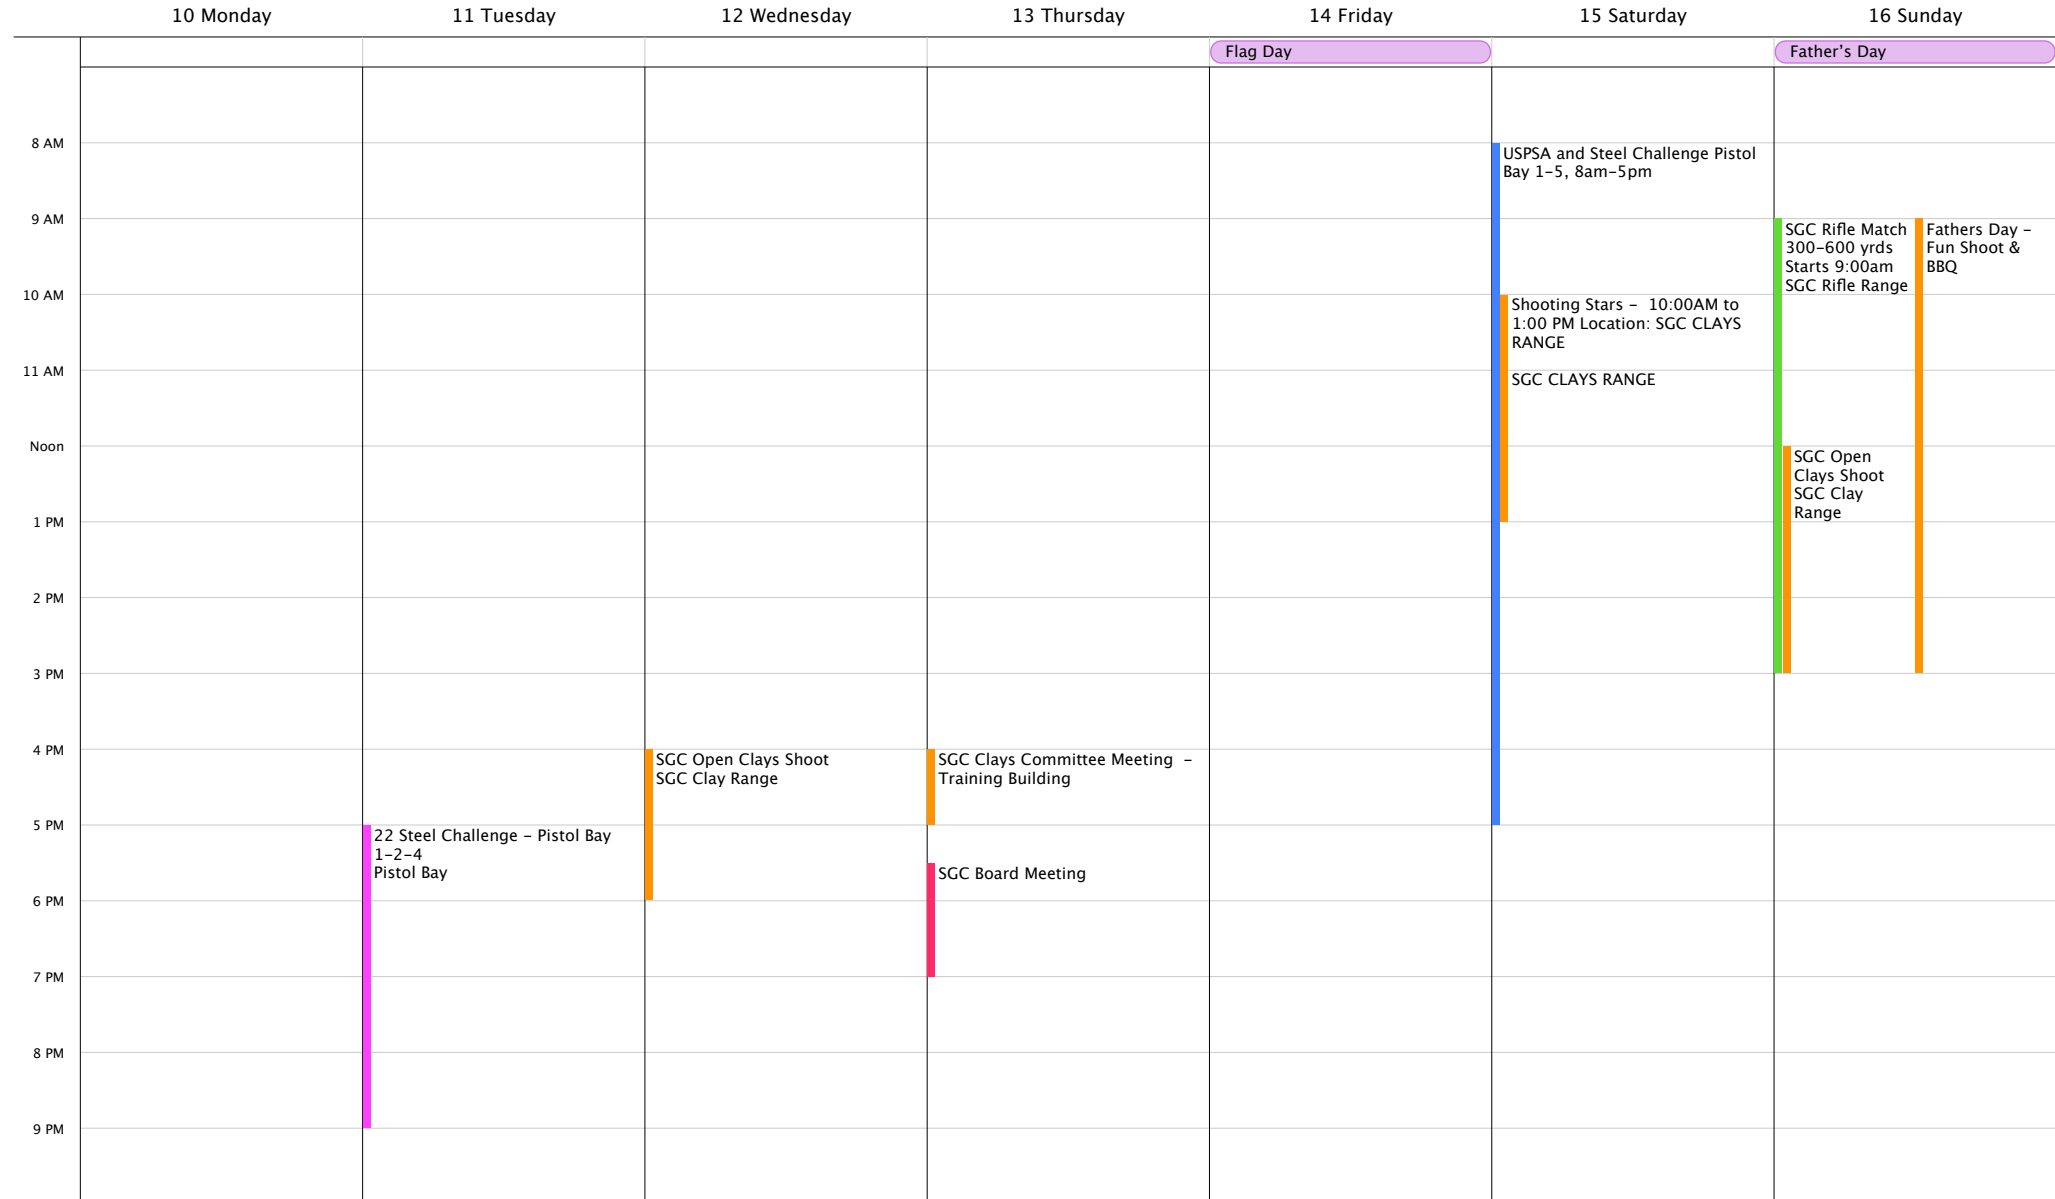 10 Monday
11 Tuesday
12 Wednesday
13 Thursday
14 Friday
15 Saturday
16 Sunday
Flag Day
Father’s Day
8 AM
9 AM
10 AM
11 AM
Noon
1 PM
2 PM
3 PM
4 PM
5 PM
6 PM
7 PM
8 PM
9 PM
22 Steel Challenge – Pistol Bay
1–2–4
Pistol Bay
SGC Open Clays Shoot
SGC Clay Range
SGC Clays Committee Meeting –
Training Building
SGC Board Meeting
USPSA and Steel Challenge Pistol
Bay 1–5, 8am–5pm
Shooting Stars – 10:00AM to
1:00 PM Location: SGC CLAYS
RANGE
SGC CLAYS RANGE
SGC Rifle Match
300–600 yrds
Starts 9:00am
SGC Rifle Range
SGC Open
Clays Shoot
SGC Clay
Range
Fathers Day –
Fun Shoot &
BBQ